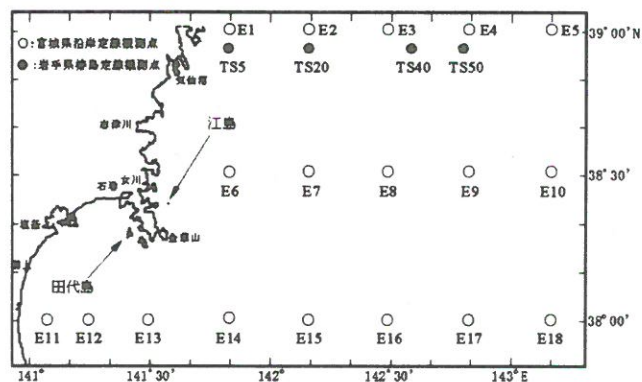 ○:宮城県沿岸定線観測点
●:岩手県椿島定線観測点
E1 E2 E3 E4 E5
39°00'N
TS5 TS20 TS40 TS50
気仙沼
志津川
江島
石巻 女川
E6 E7 E8 E9 E10
38°30'
塩釜
金華山
田代島
38°00'
E11 E12 E13 E14 E15 E16 E17 E18
141° 141°30' 142° 142°30' 143°E